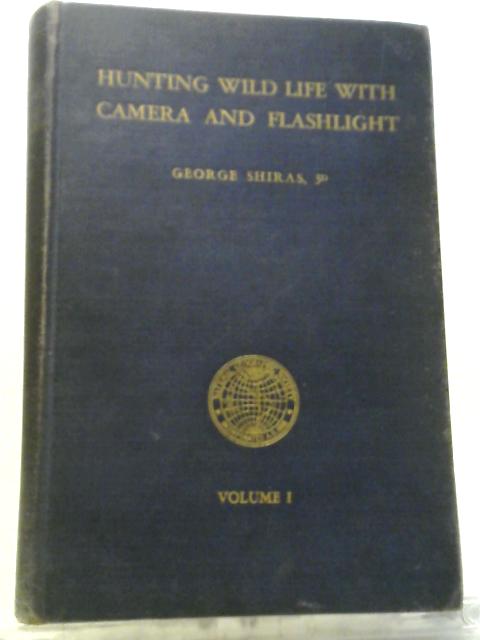 HUNTING WILD LIFE WITH
CAMERA AND FLASHLIGHT
GEORGE SHIRAS, 3D
VOLUME I